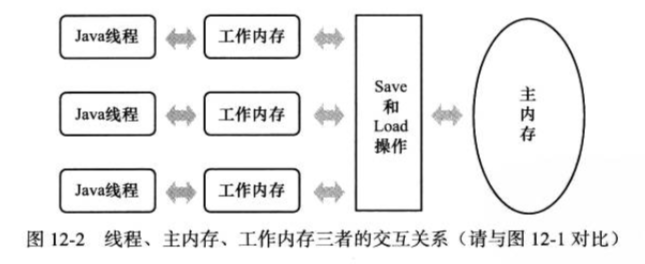 Java线程
工作内存
Java线程
工作内存
Java线程
工作内存
Save
和
Load
操作
主
内
存
图 12-2 线程、主内存、工作内存三者的交互关系（请与图 12-1 对比）